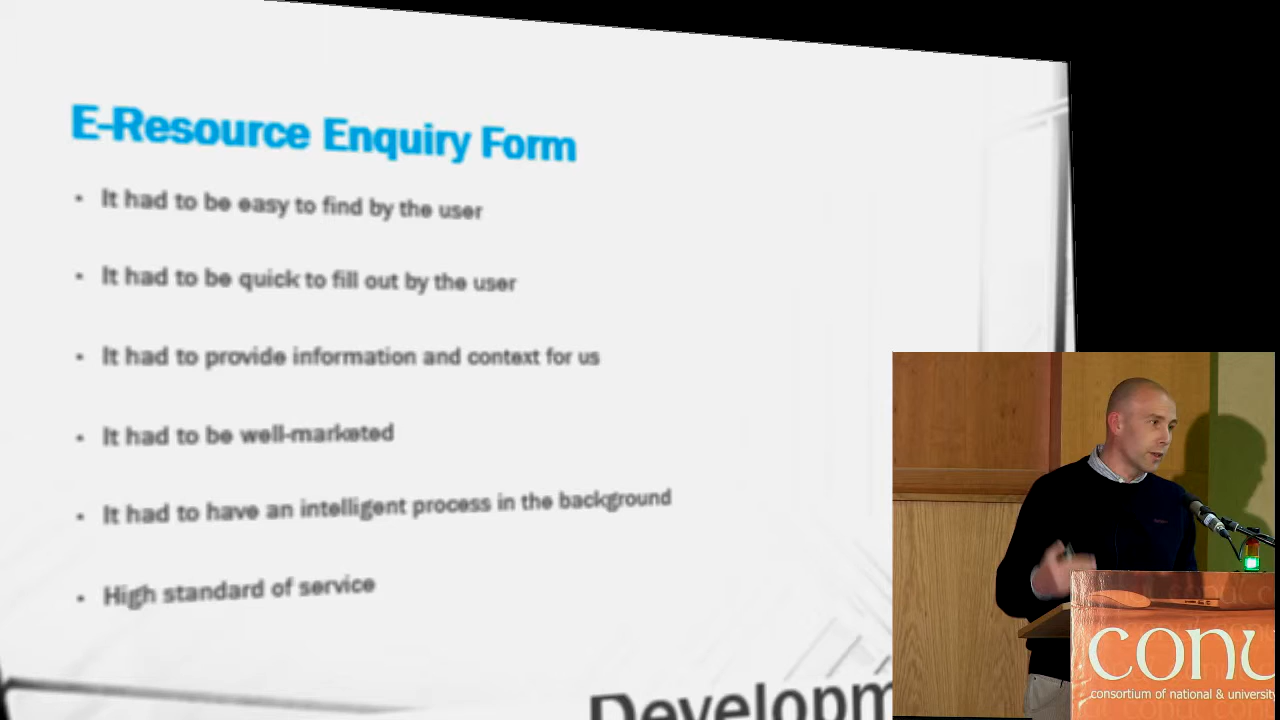 E-Resource Enquiry Form
• It had to be easy to find by the user
• It had to be quick to fill out by the user
• It had to provide information and context for us
• It had to be well-marketed
• It had to have an intelligent process in the background
• High standard of service
Developm
conu
consortium of national & university